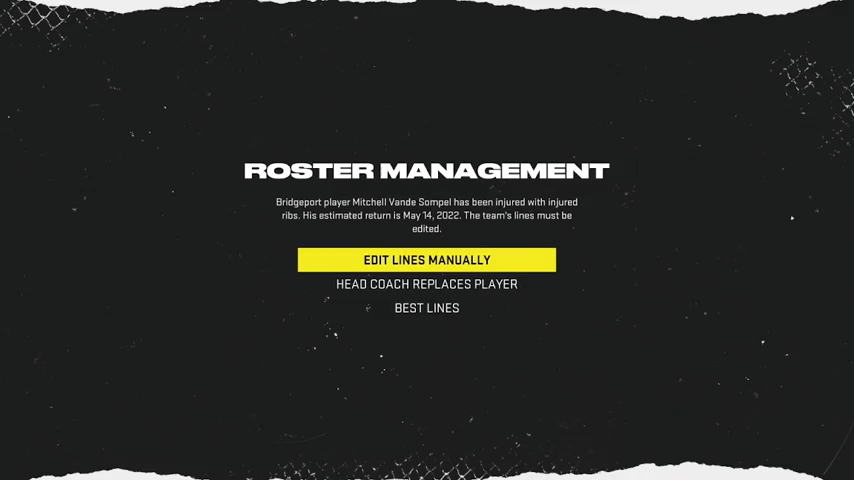 ROSTER MANAGEMENT
Bridgeport player Mitchell Vande Sompel has been injured with injured
ribs. His estimated return is May 14, 2022. The team's lines must be
edited.
EDIT LINES MANUALLY
HEAD COACH REPLACES PLAYER
BEST LINES